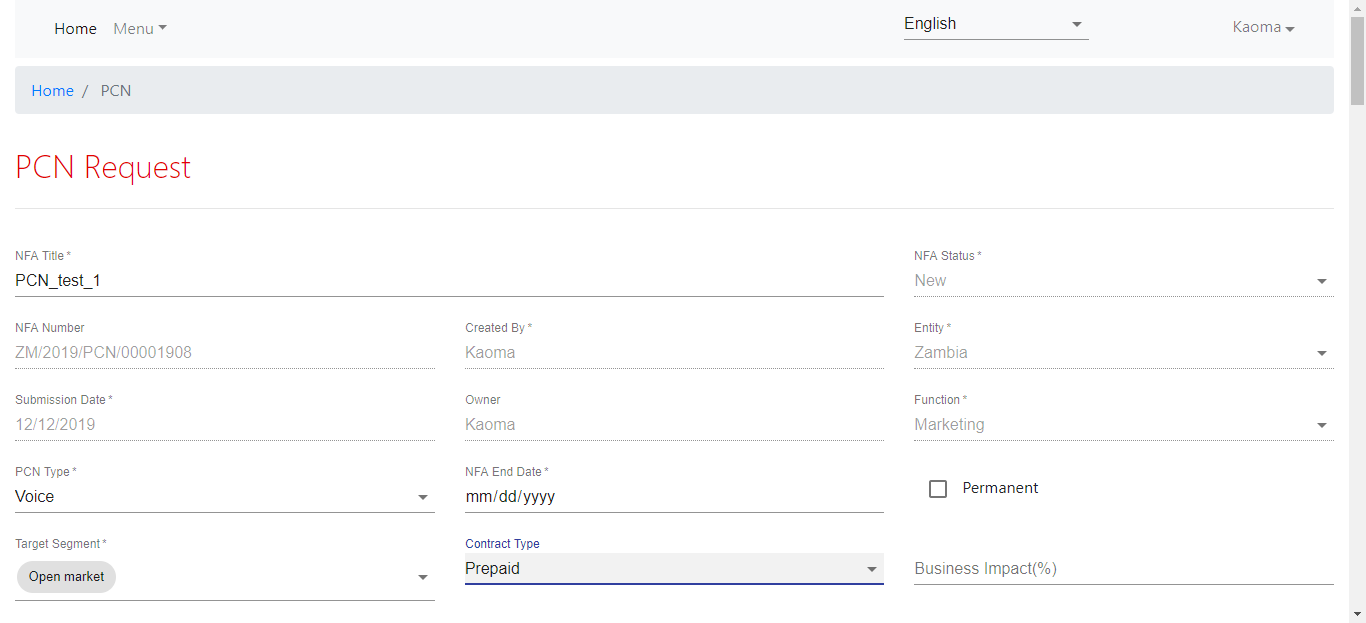 Home Menu English Kaoma
Home / PCN
PCN Request
NFA Title *
PCN_test_1
NFA Status *
New
NFA Number
ZM/2019/PCN/00001908
Created By *
Kaoma
Entity *
Zambia
Submission Date *
12/12/2019
Owner
Kaoma
Function *
Marketing
PCN Type *
Voice
NFA End Date *
mm/dd/yyyy
Permanent
Target Segment *
Open market
Contract Type
Prepaid
Business Impact(%)